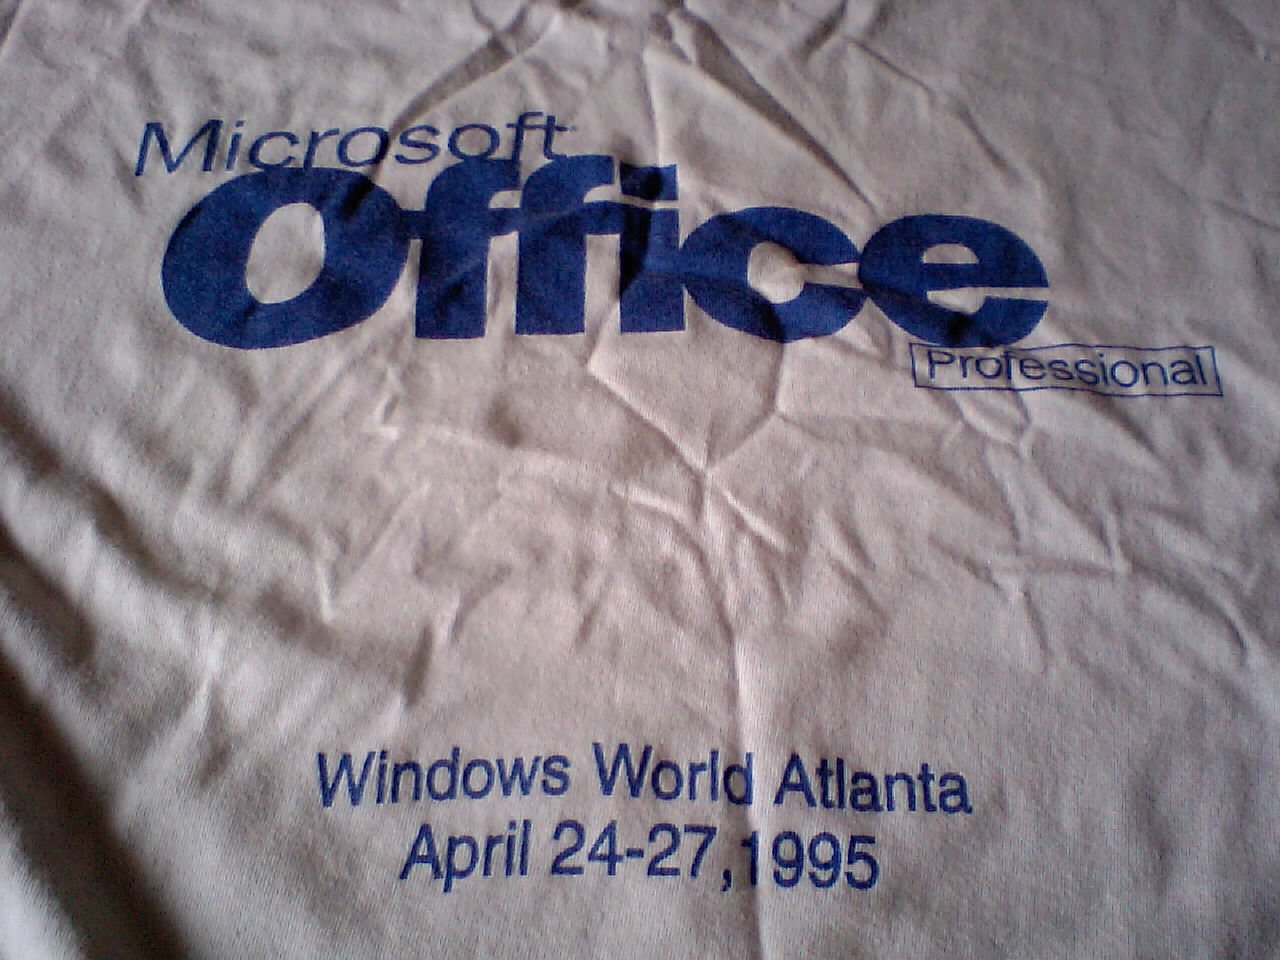 Microsoft
Office
Professional
Windows World Atlanta
April 24-27,1995